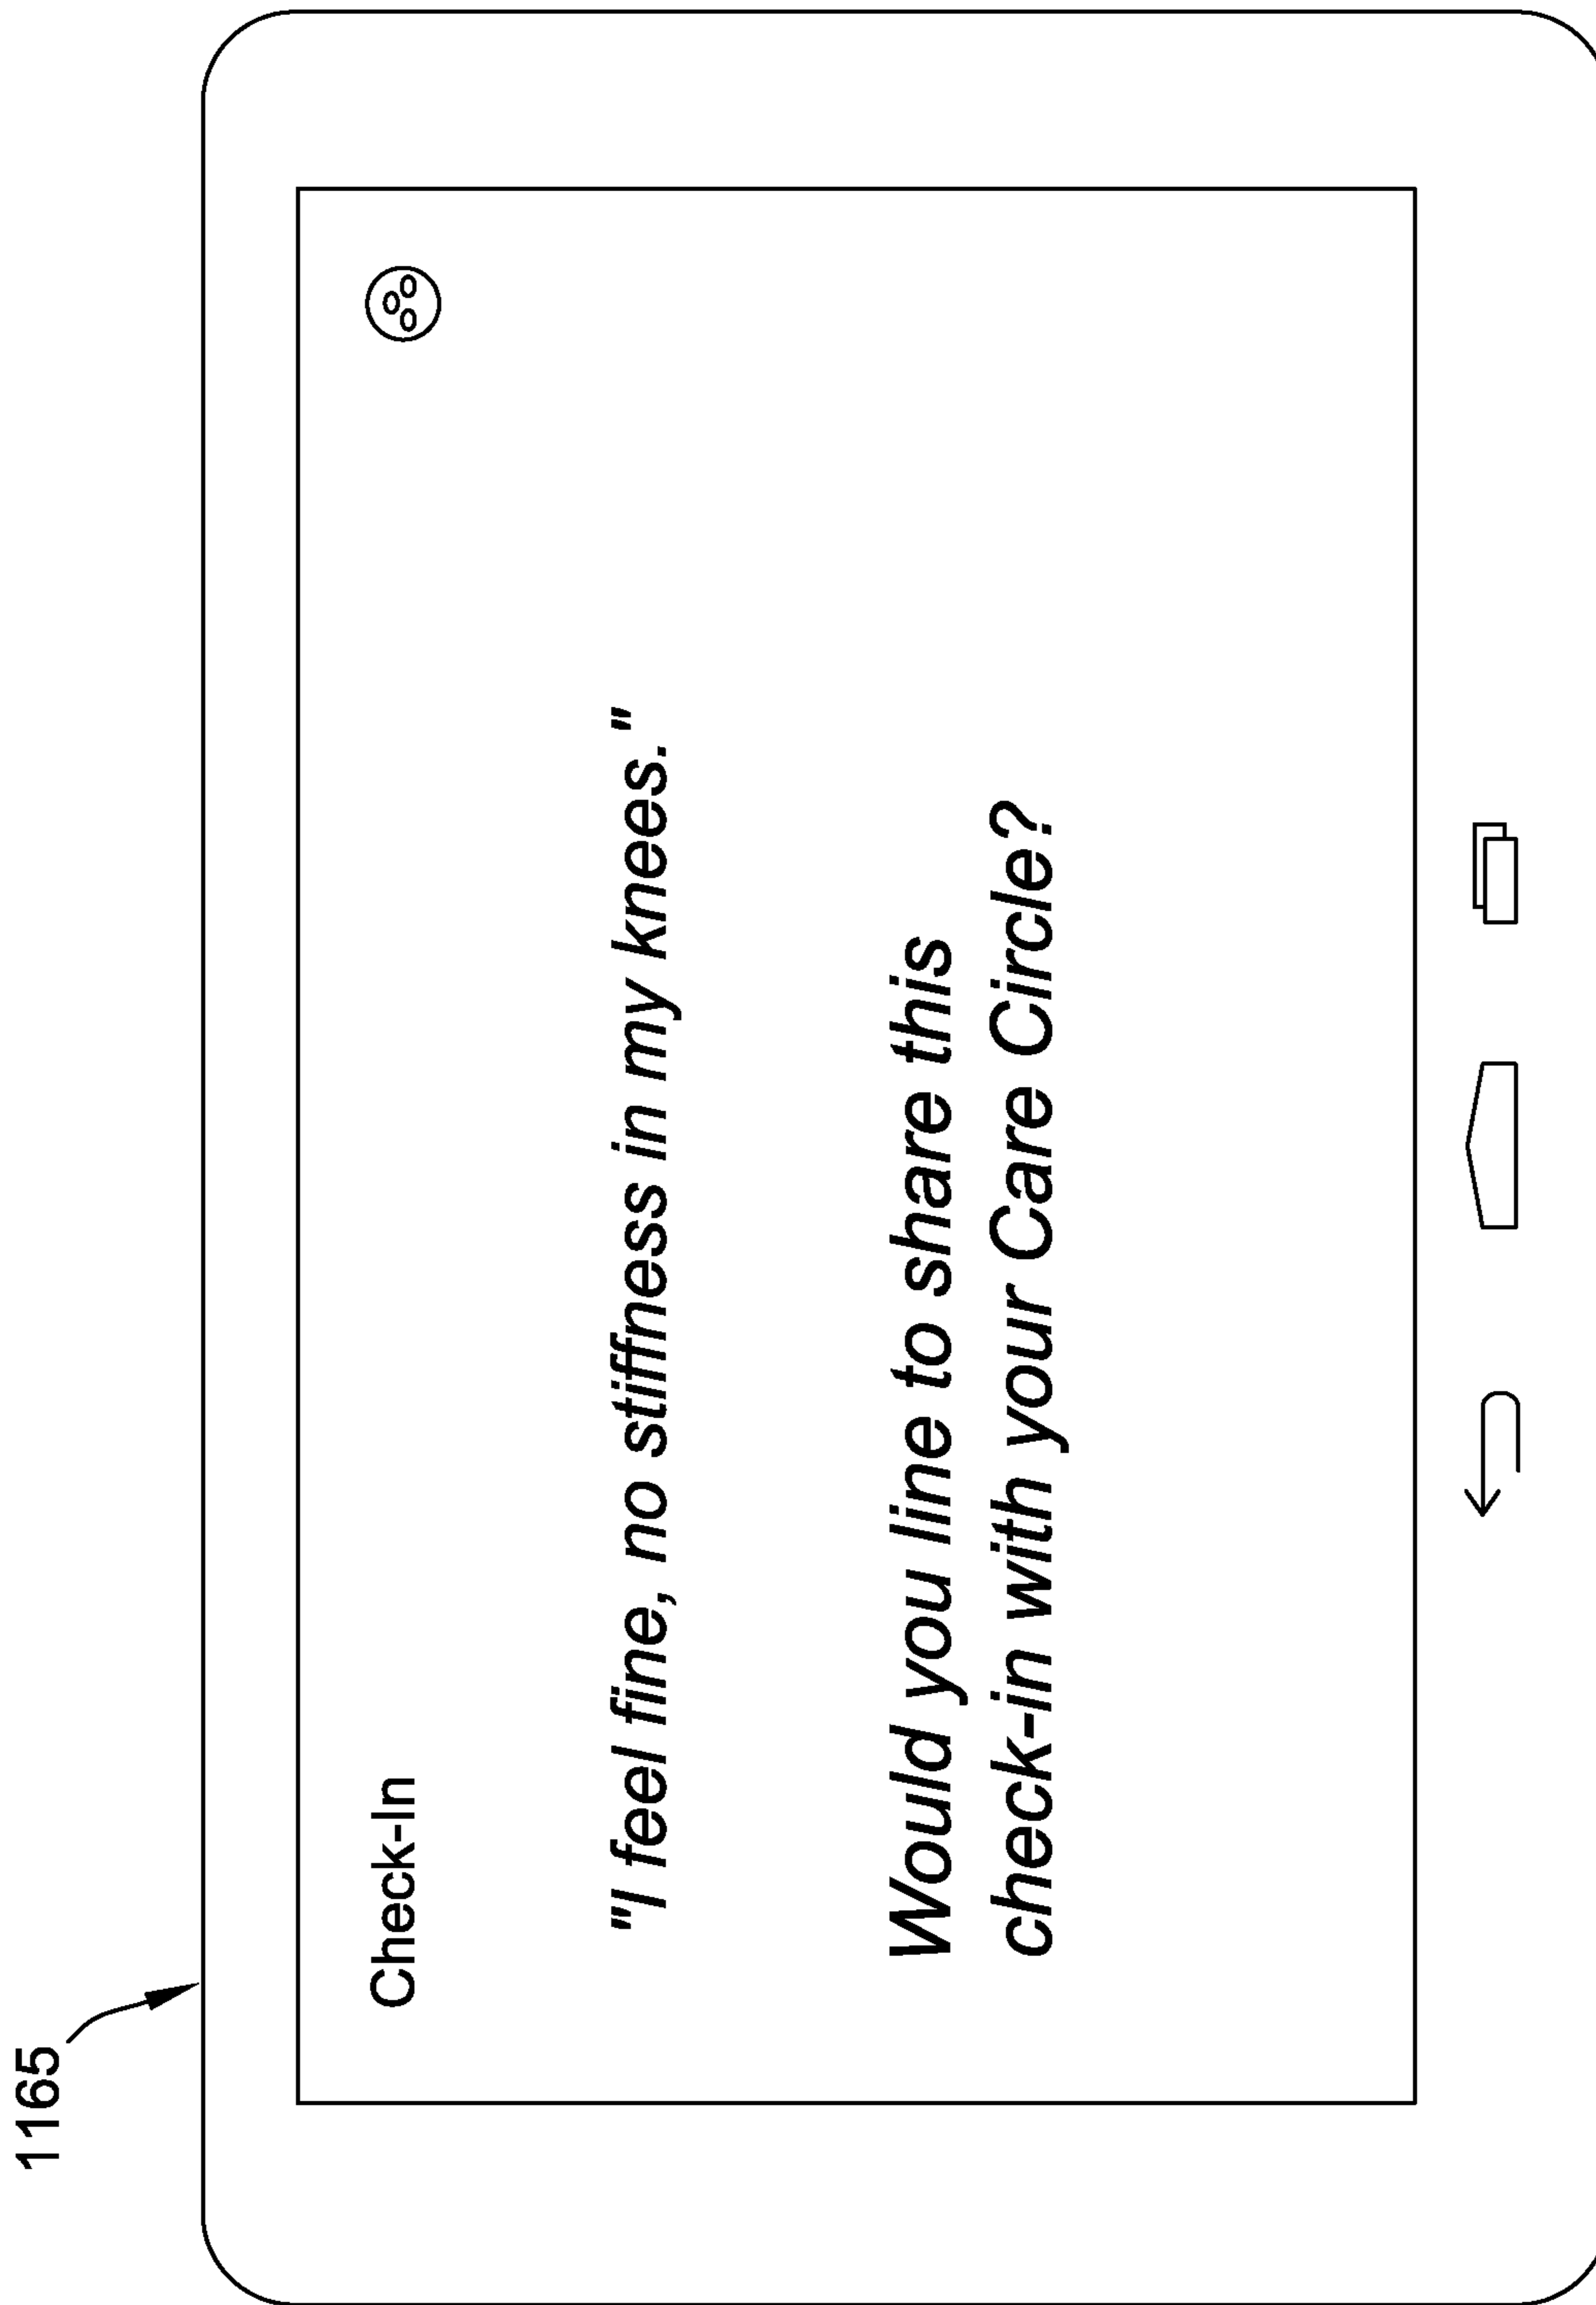 1165
Check-In
"I feel fine, no stiffness in my knees."
Would you line to share this
check-in with your Care Circle?